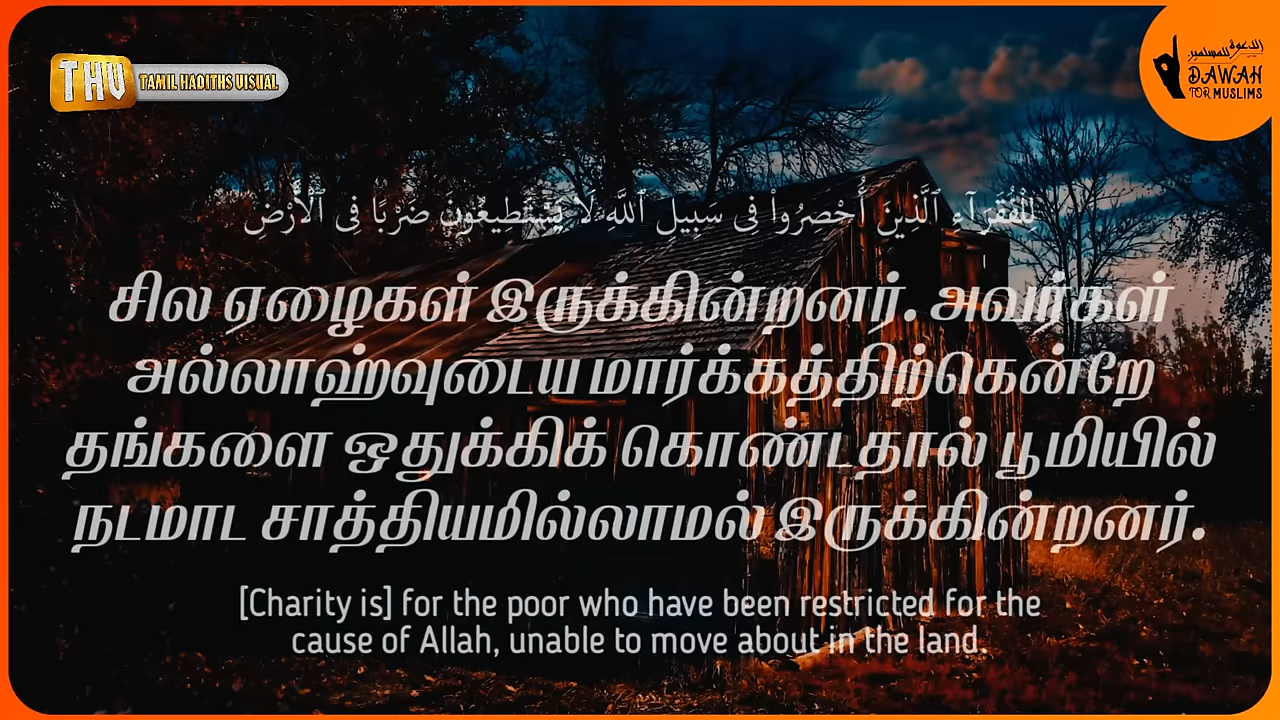 THV
TAMIL HADITHS VISUAL
الدعوة للمسلمين
DAWAH
FOR MUSLIMS
لِلْفُقَرَآءِ ٱلَّذِينَ أُحْصِرُوا۟ فِى سَبِيلِ ٱللَّهِ لَا يَسْتَطِيعُونَ ضَرْبًا فِى ٱلْأَرْضِ
சில ஏழைகள் இருக்கின்றனர். அவர்கள்
அல்லாஹ்வுடைய மார்க்கத்திற்கென்றே
தங்களை ஒதுக்கிக் கொண்டதால் பூமியில்
நடமாட சாத்தியமில்லாமல் இருக்கின்றனர்.
[Charity is] for the poor who have been restricted for the
cause of Allah, unable to move about in the land.